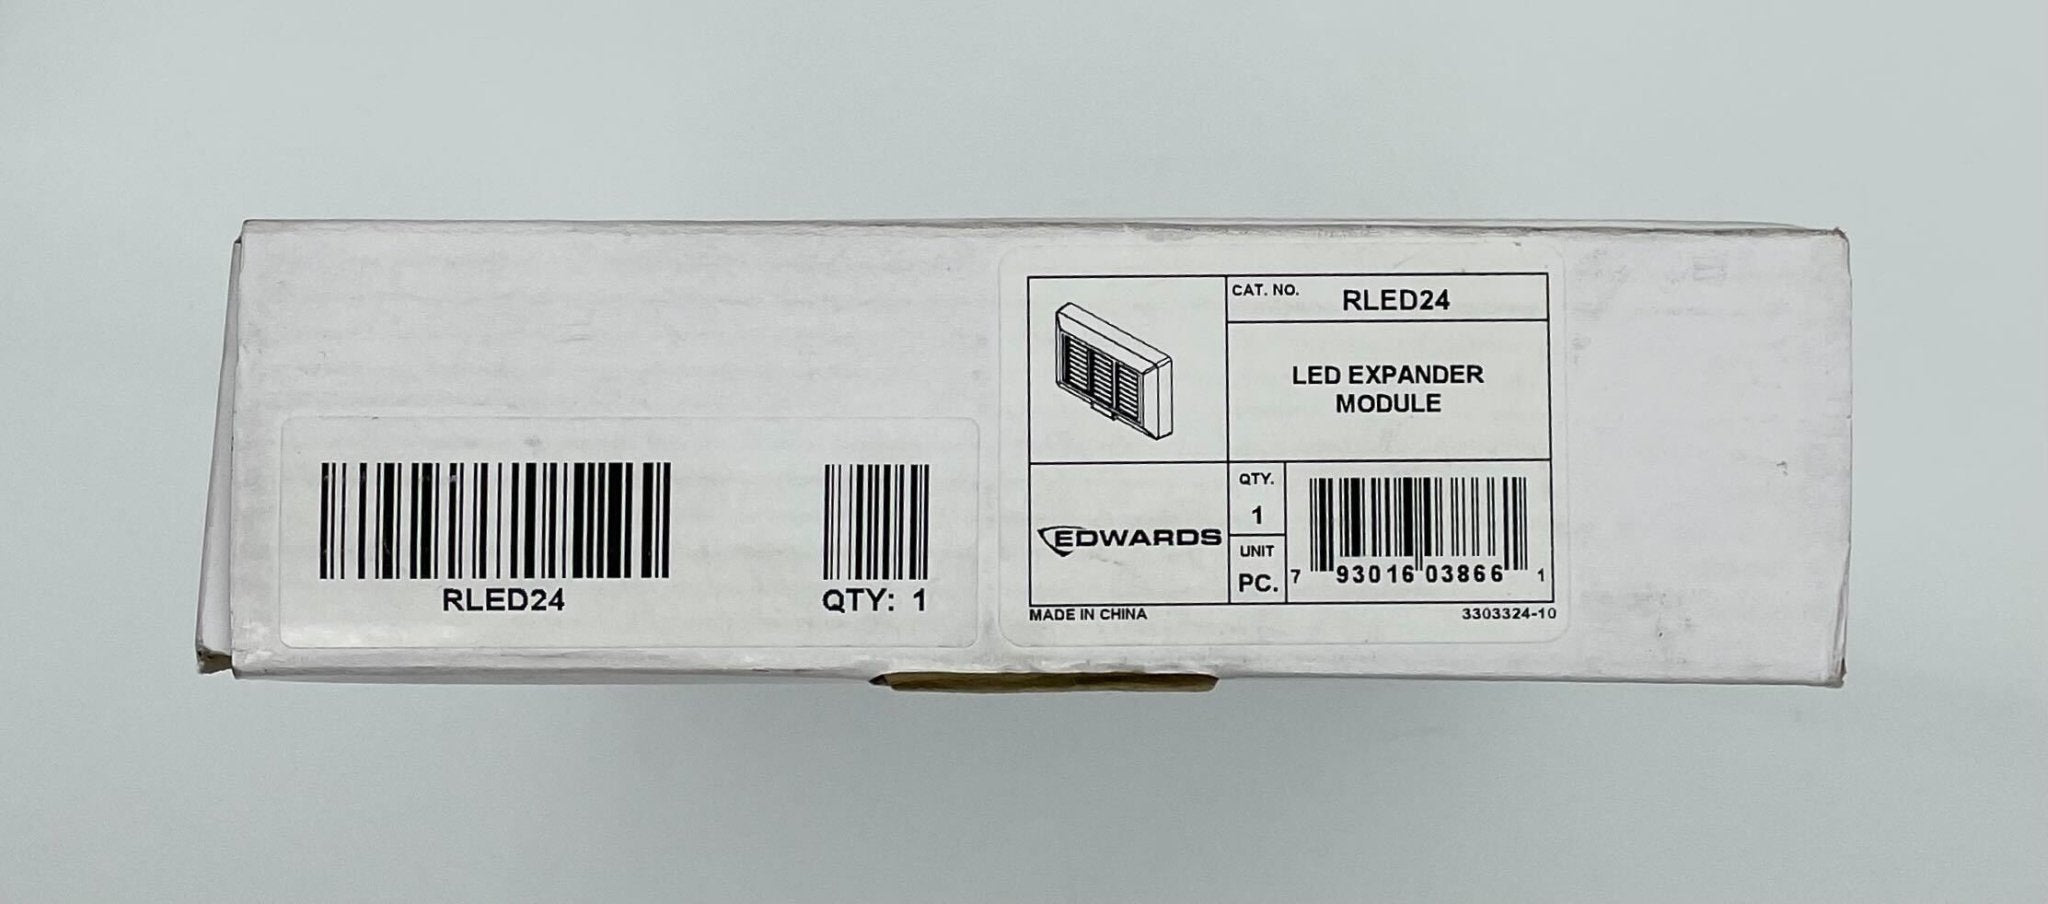 RLED24
QTY: 1
CAT. NO. RLED24
LED EXPANDER
MODULE
EDWARDS
QTY.
1
UNIT
PC.
7 93016 03866 1
MADE IN CHINA
3303324-10